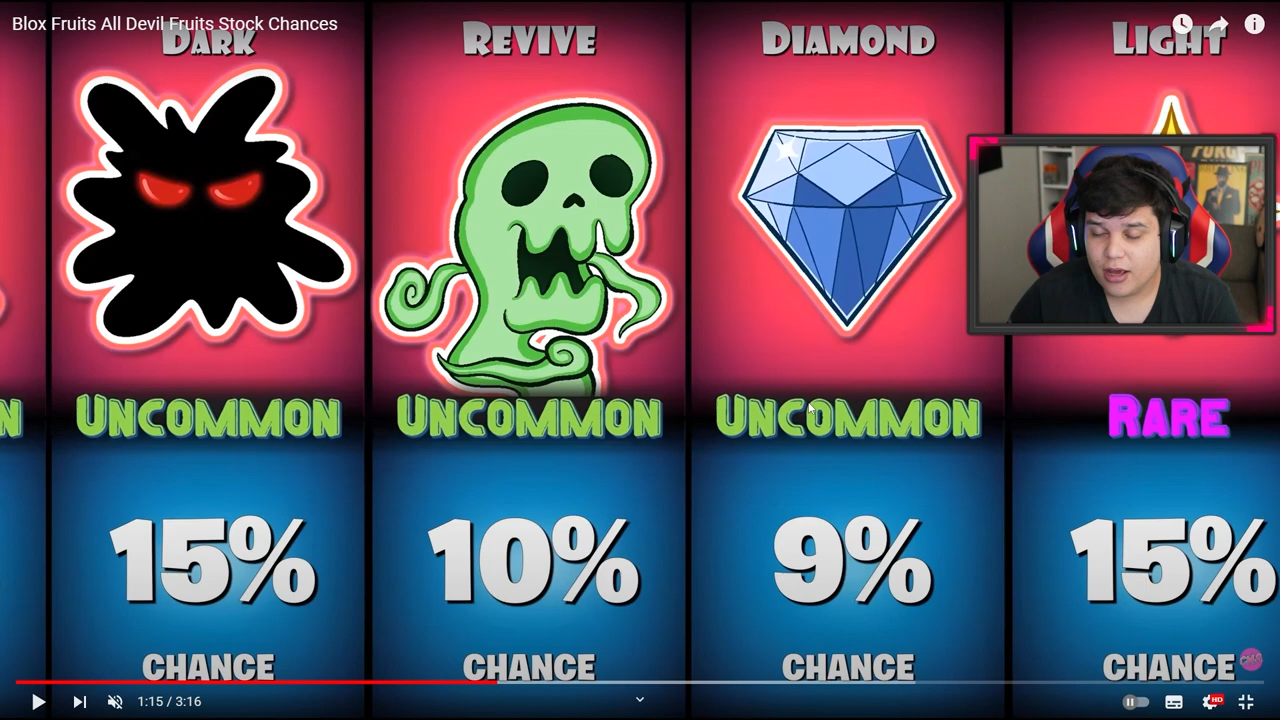 Blox Fruits All Devil Fruits Stock Chances
DARK
REVIVE
DIAMOND
LIGHT
N
UNCOMMON
UNCOMMON
UNCOMMON
RARE
15%
10%
9%
15%
CHANCE
CHANCE
CHANCE
CHANCE
1:15 / 3:16
HD